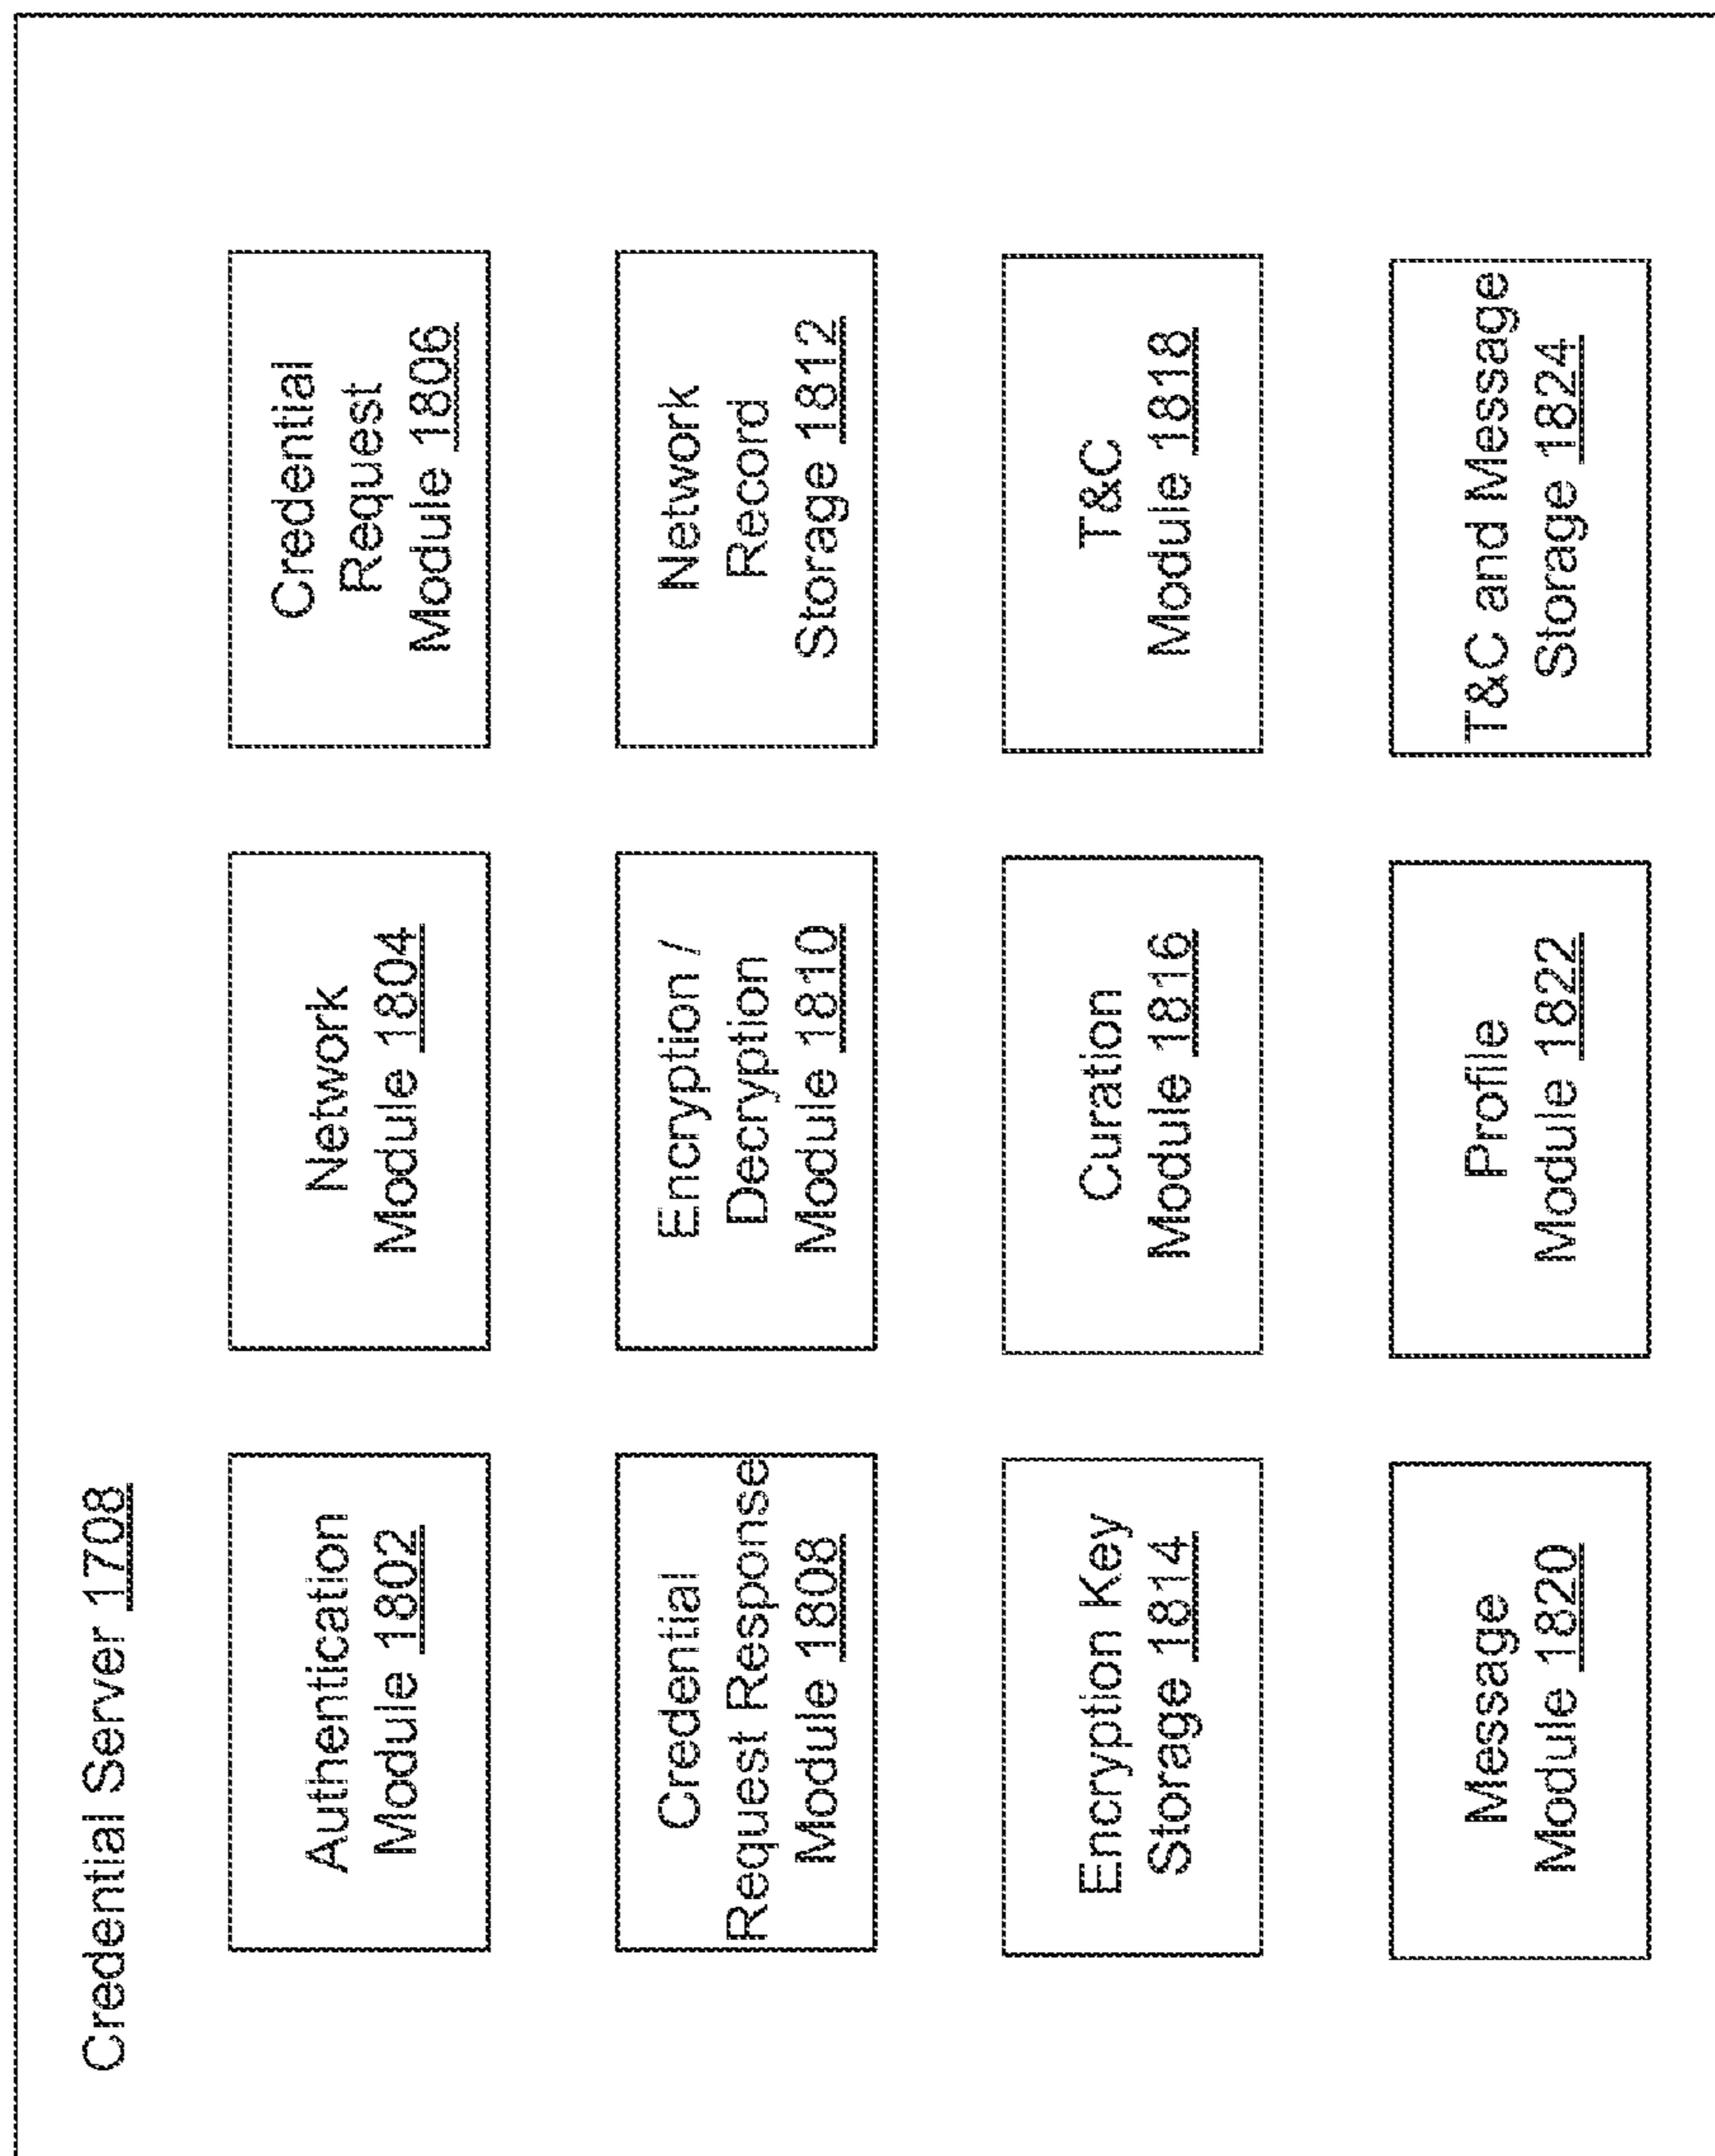 Credential Server 1708
Authentication
Module 1802
Network
Module 1804
Credential
Request
Module 1806
Credential
Request Response
Module 1808
Encryption /
Decryption
Module 1810
Network
Record
Storage 1812
Encryption Key
Storage 1814
Curation
Module 1816
T&C
Module 1818
Message
Module 1820
Profile
Module 1822
T&C and Message
Storage 1824